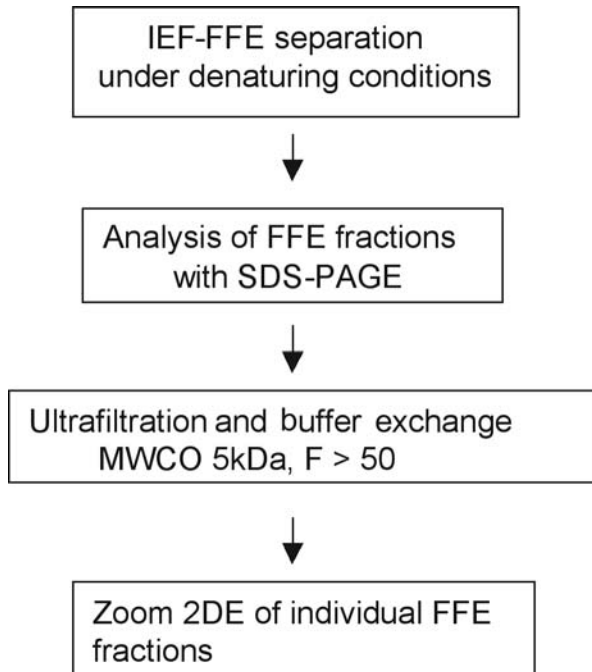 IEF-FFE separation
under denaturing conditions
Analysis of FFE fractions
with SDS-PAGE
Ultrafiltration and buffer exchange
MWCO 5kDa, F > 50
Zoom 2DE of individual FFE
fractions